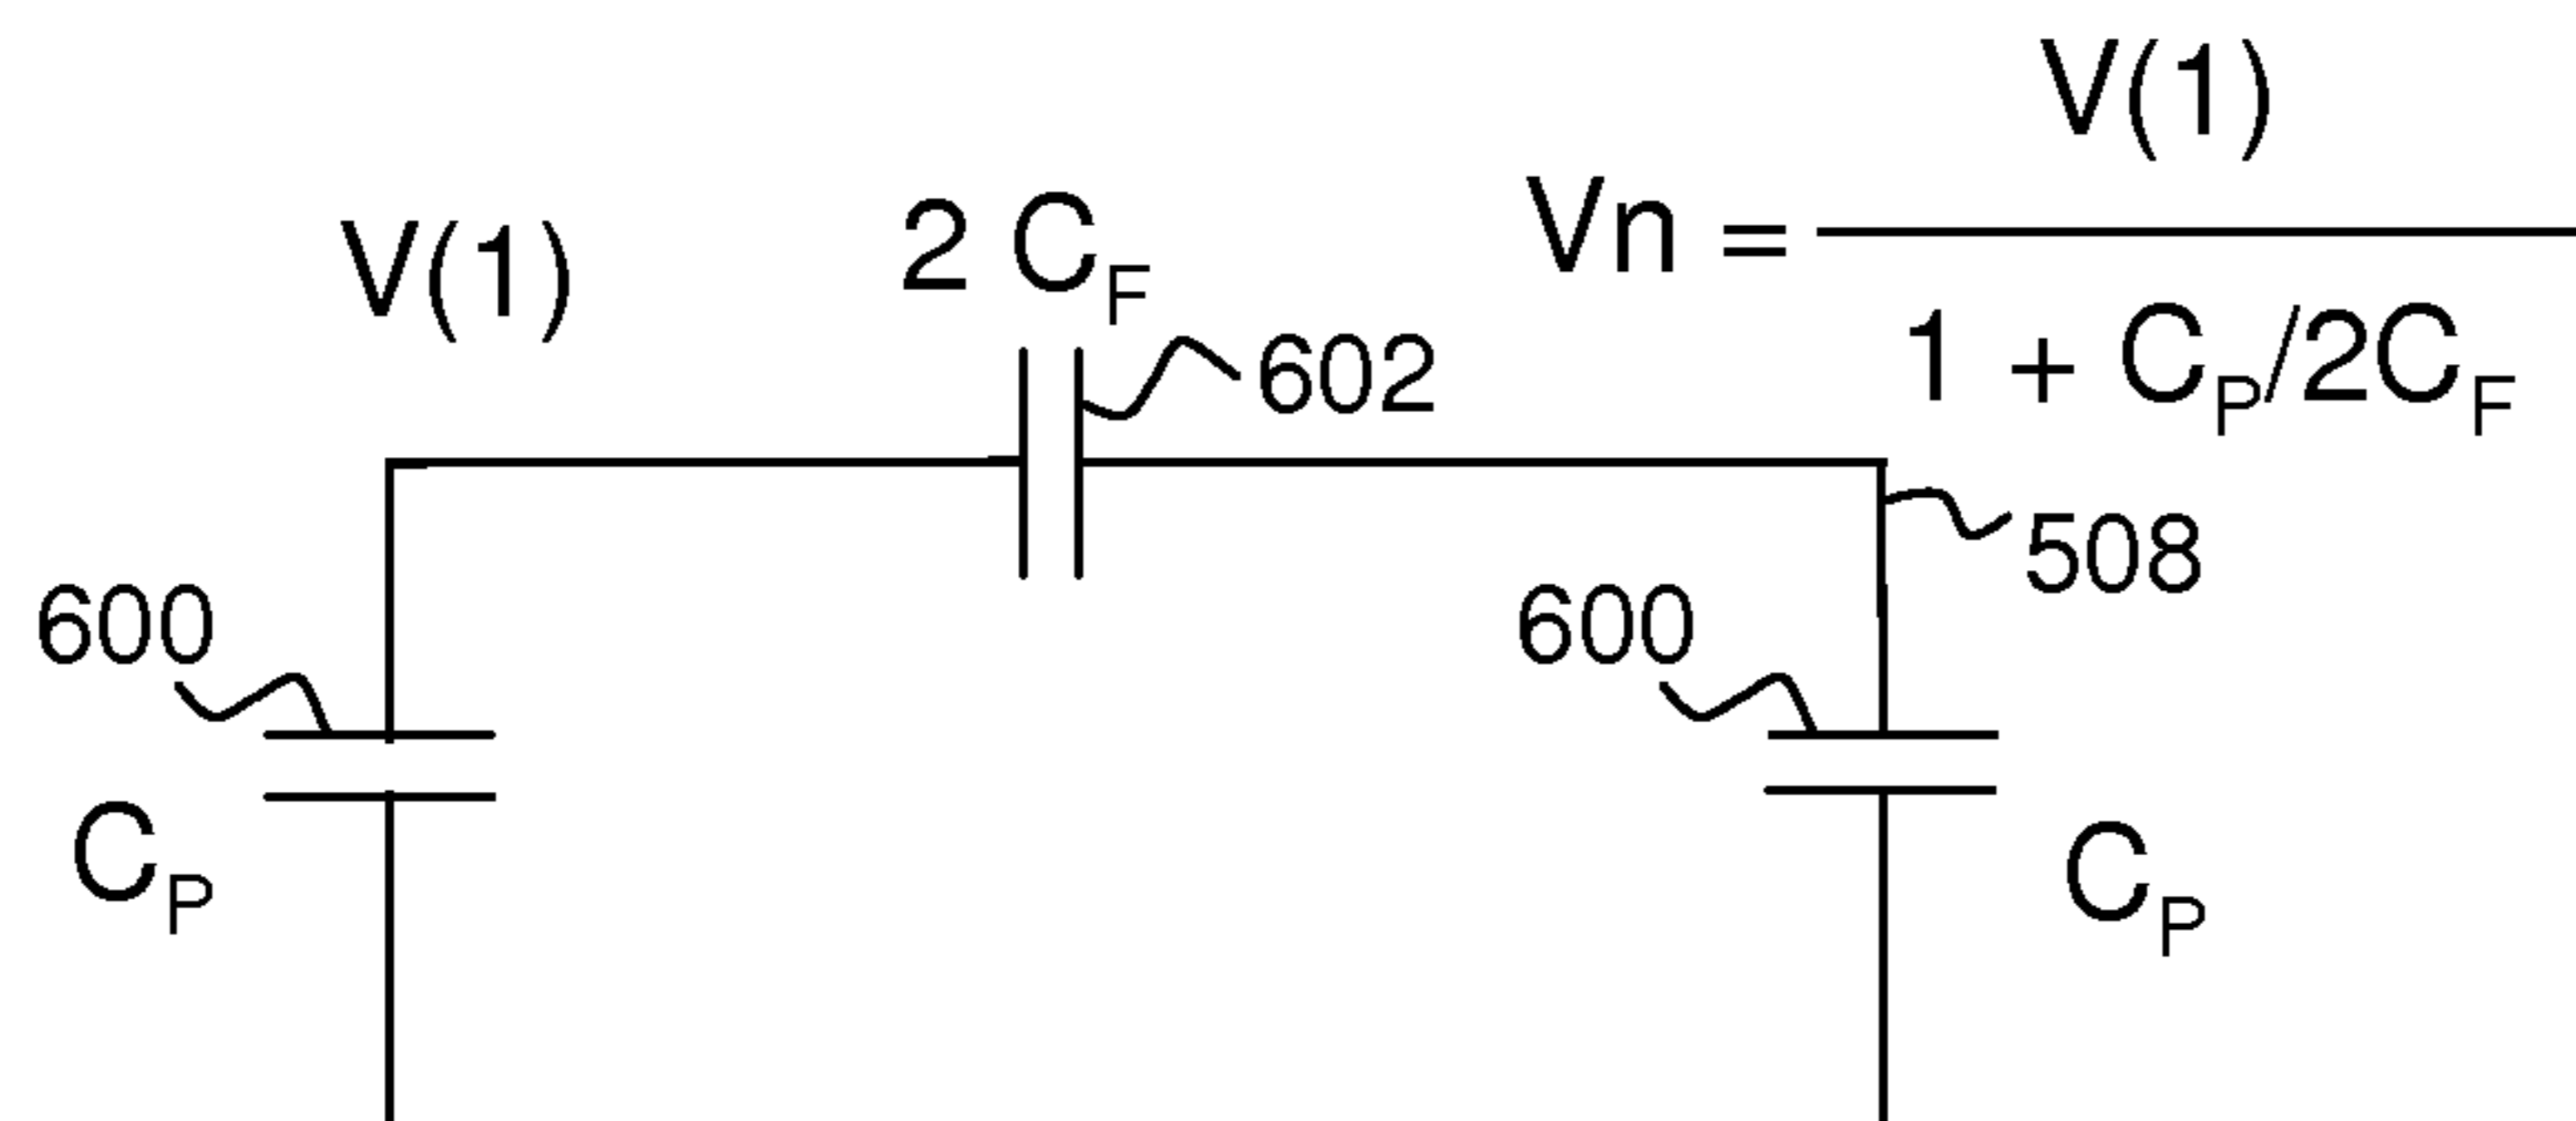 V(1)
V(1)
2 C_F
Vn =
602
1 + C_P/2C_F
508
600
600
C_P
C_P